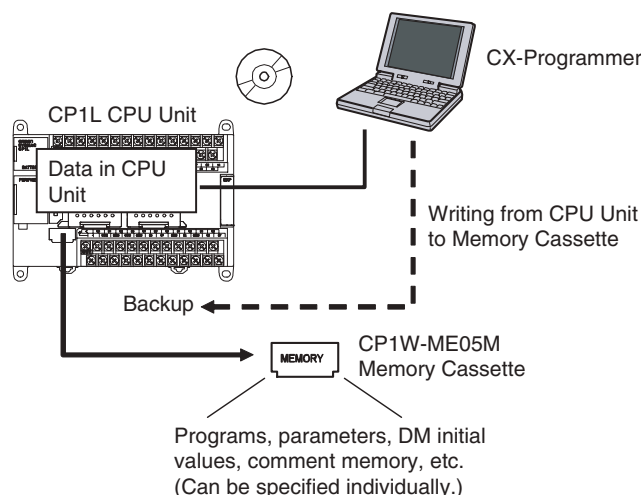 CX-Programmer
CP1L CPU Unit
Data in CPU
Unit
Writing from CPU Unit
to Memory Cassette
Backup
MEMORY
CP1W-ME05M
Memory Cassette
Programs, parameters, DM initial
values, comment memory, etc.
(Can be specified individually.)